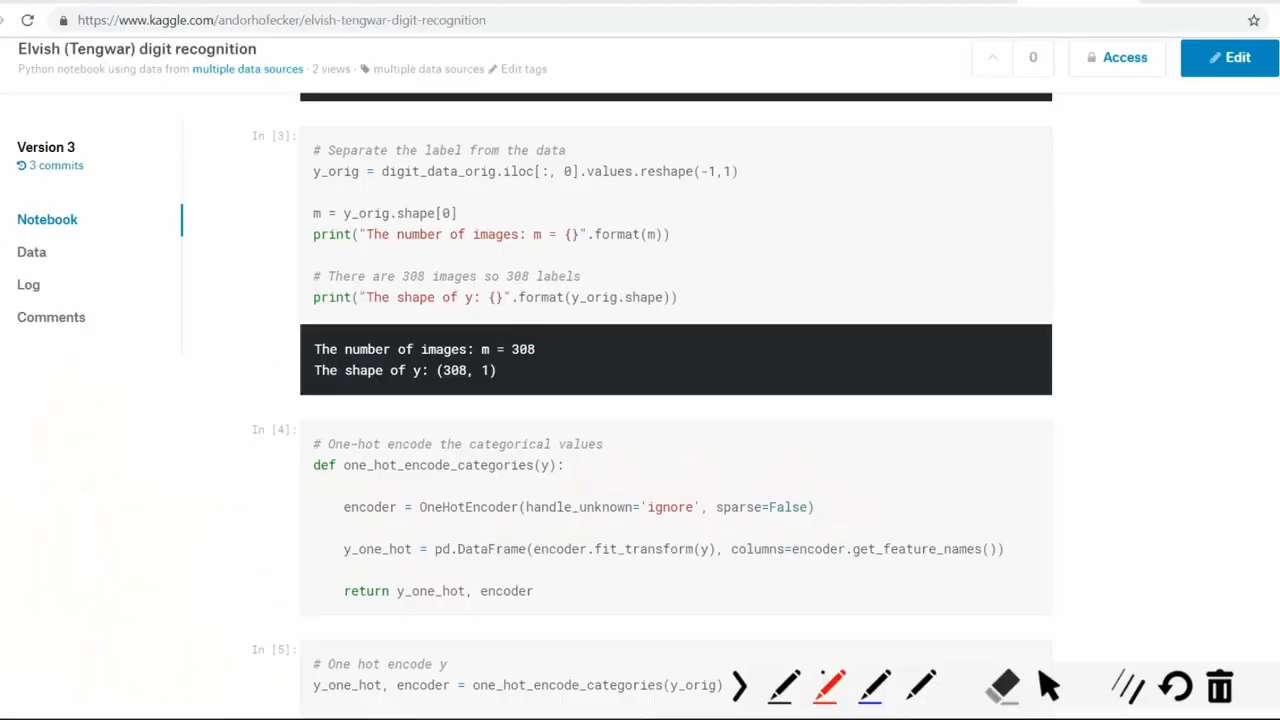 https://www.kaggle.com/andorhofecker/elvish-tengwar-digit-recognition
Elvish (Tengwar) digit recognition
Python notebook using data from multiple data sources · 2 views · multiple data sources Edit tags
0
Access
Edit
Version 3
3 commits
Notebook
Data
Log
Comments
In [3]:
# Separate the label from the data
y_orig = digit_data_orig.iloc[:, 0].values.reshape(-1,1)
m = y_orig.shape[0]
print("The number of images: m = {}".format(m))
# There are 308 images so 308 labels
print("The shape of y: {}".format(y_orig.shape))
The number of images: m = 308
The shape of y: (308, 1)
In [4]:
# One-hot encode the categorical values
def one_hot_encode_categories(y):
encoder = OneHotEncoder(handle_unknown='ignore', sparse=False)
y_one_hot = pd.DataFrame(encoder.fit_transform(y), columns=encoder.get_feature_names())
return y_one_hot, encoder
In [5]:
# One hot encode y
y_one_hot, encoder = one_hot_encode_categories(y_orig)